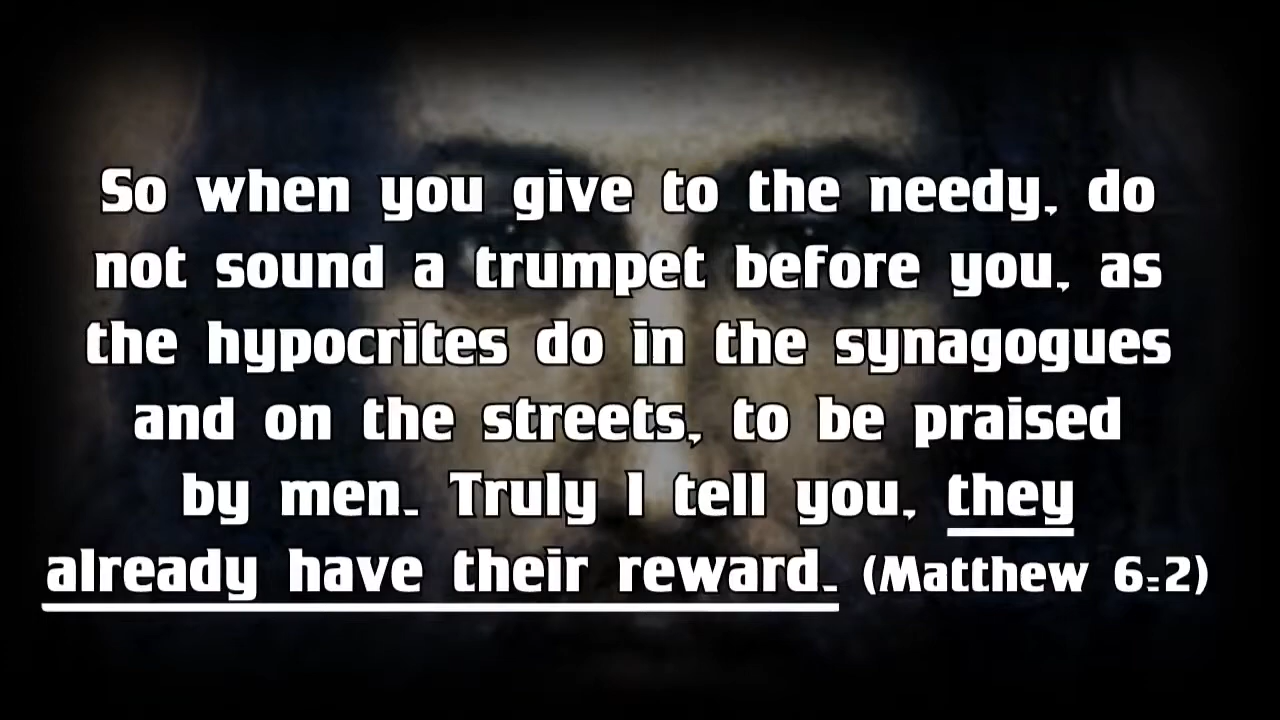 So when you give to the needy, do
not sound a trumpet before you, as
the hypocrites do in the synagogues
and on the streets, to be praised
by men. Truly I tell you, they
already have their reward. (Matthew 6:2)